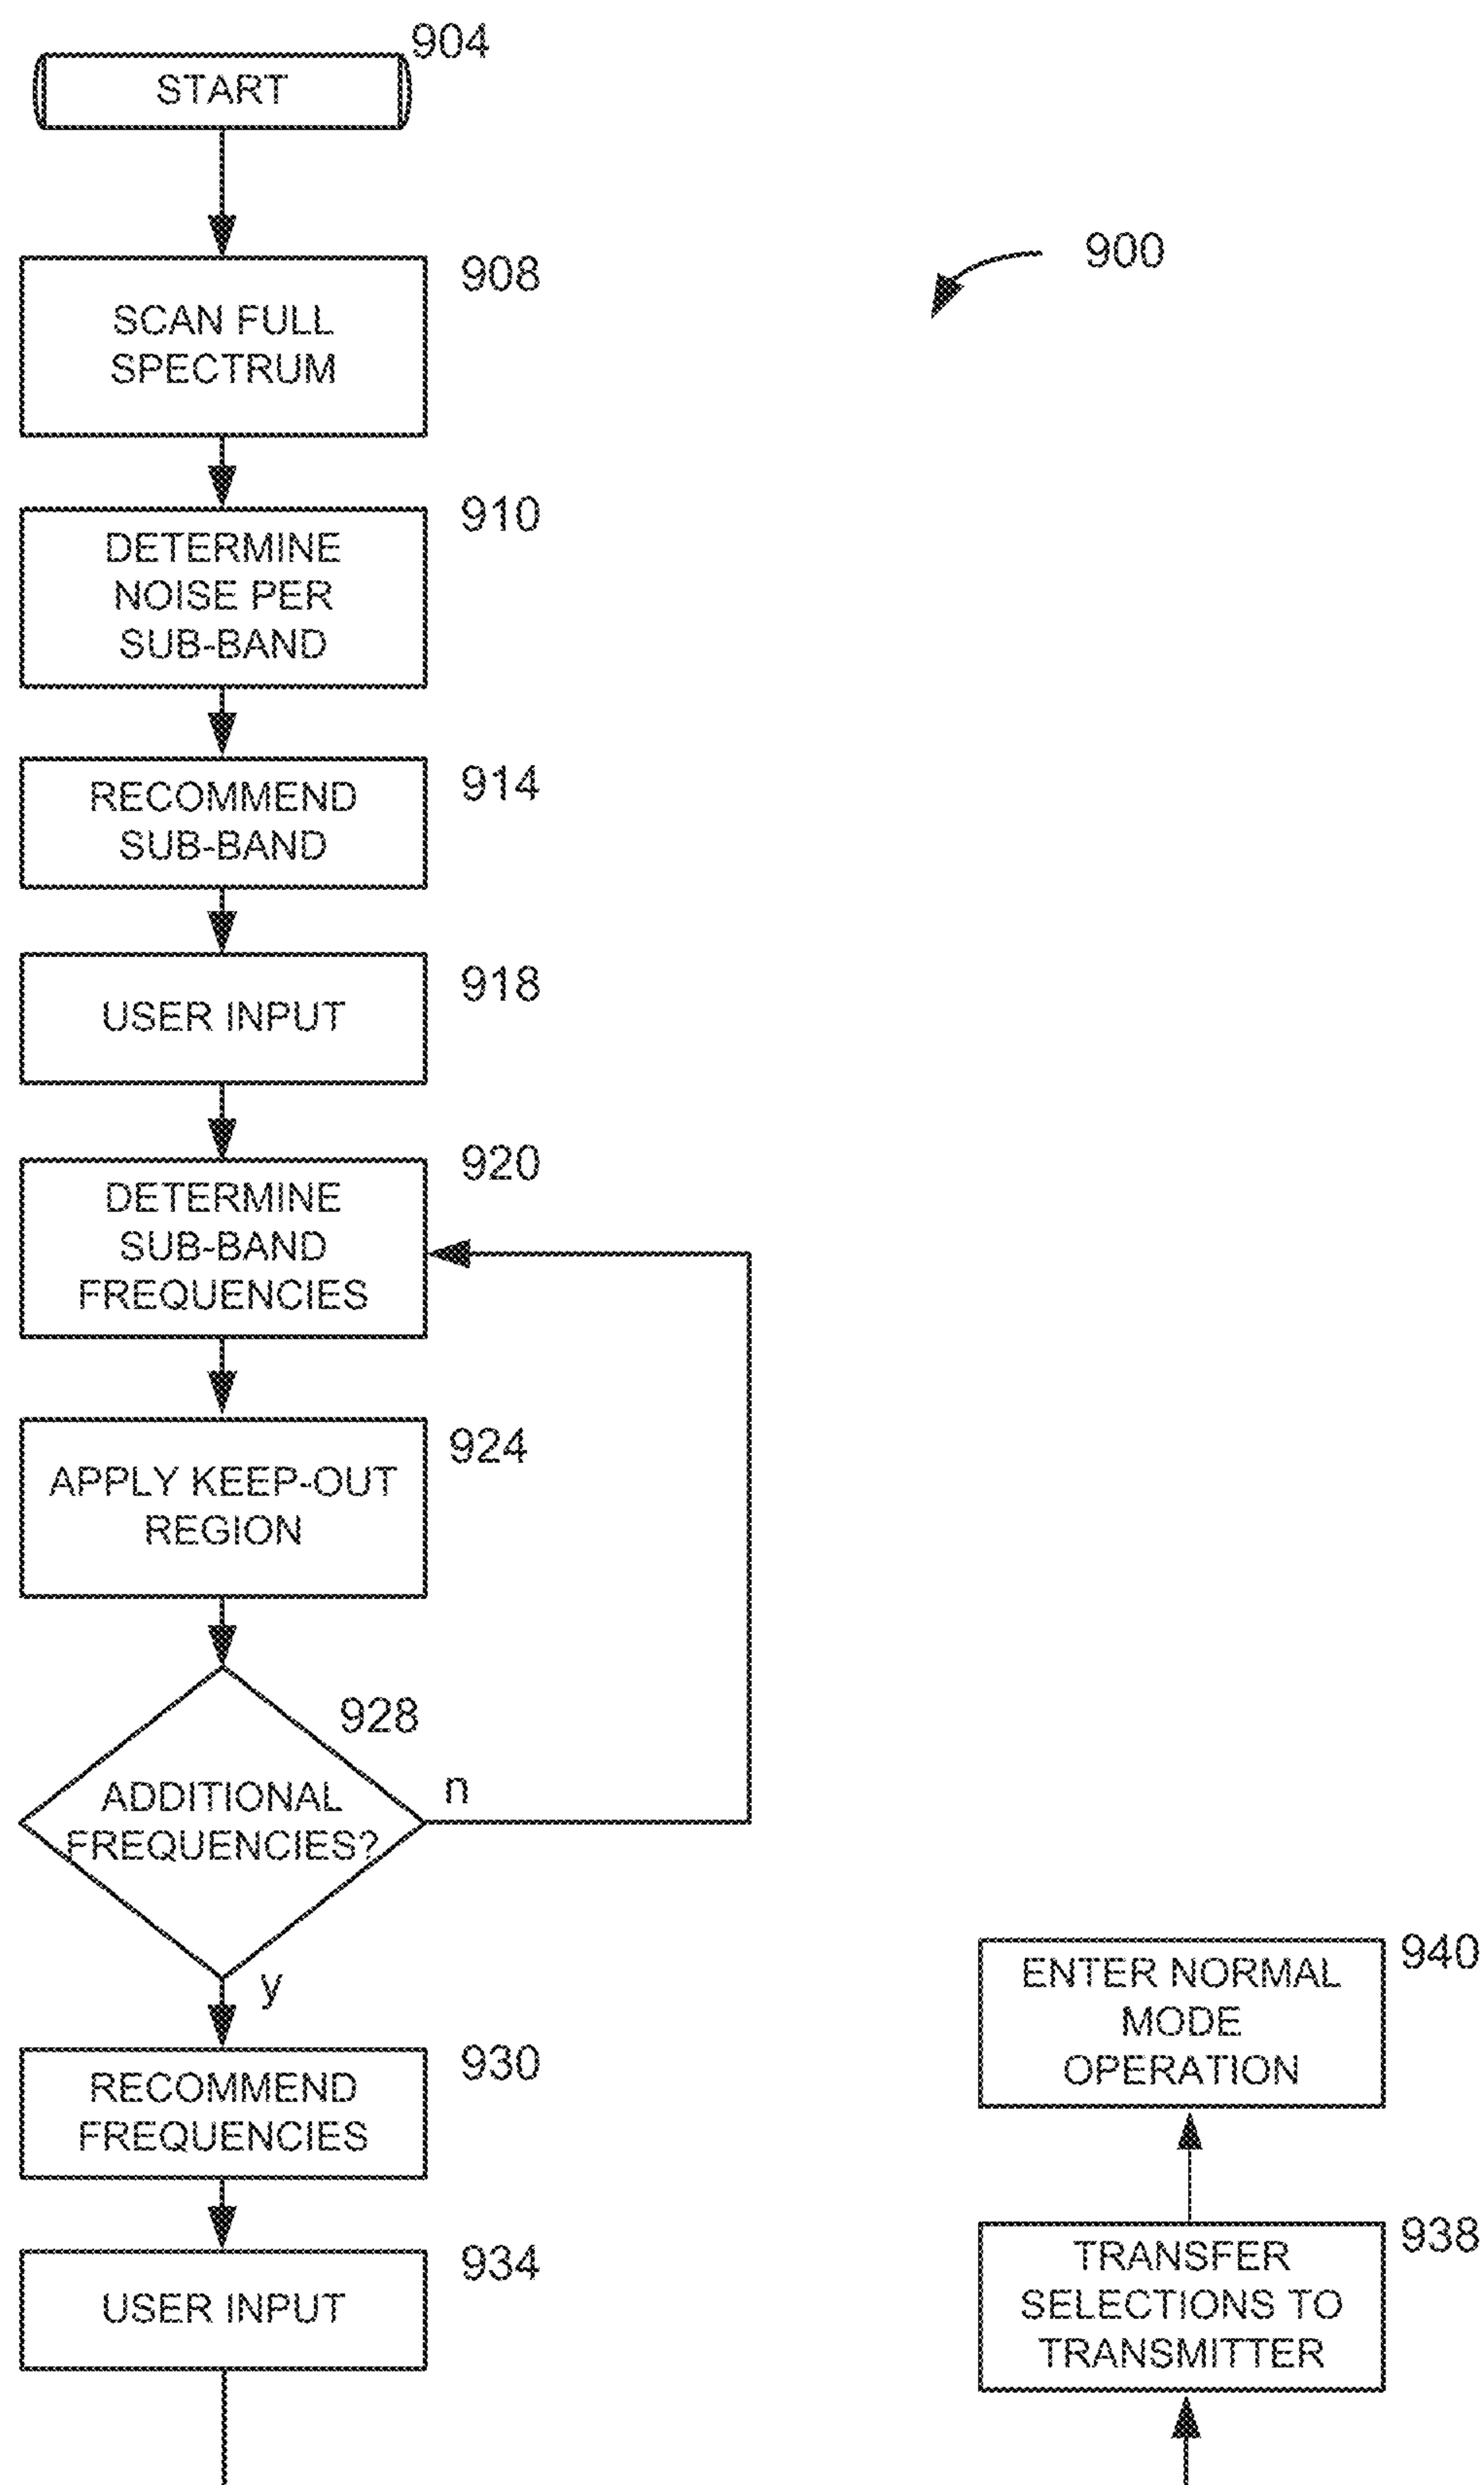 904
START
900
908
SCAN FULL
SPECTRUM
910
DETERMINE
NOISE PER
SUB-BAND
914
RECOMMEND
SUB-BAND
918
USER INPUT
920
DETERMINE
SUB-BAND
FREQUENCIES
924
APPLY KEEP-OUT
REGION
928
ADDITIONAL
FREQUENCIES?
n
y
930
RECOMMEND
FREQUENCIES
934
USER INPUT
940
ENTER NORMAL
MODE
OPERATION
938
TRANSFER
SELECTIONS TO
TRANSMITTER